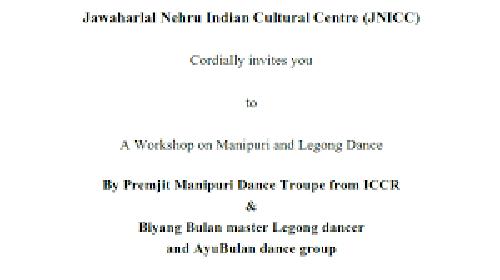 Jawaharlal Nehru Indian Cultural Centre (JNICC)
Cordially invites you
to
A Workshop on Manipuri and Legong Dance
By Premjit Manipuri Dance Troupe from ICCR
&
Biyang Bulan master Legong dancer
and AyuBulan dance group